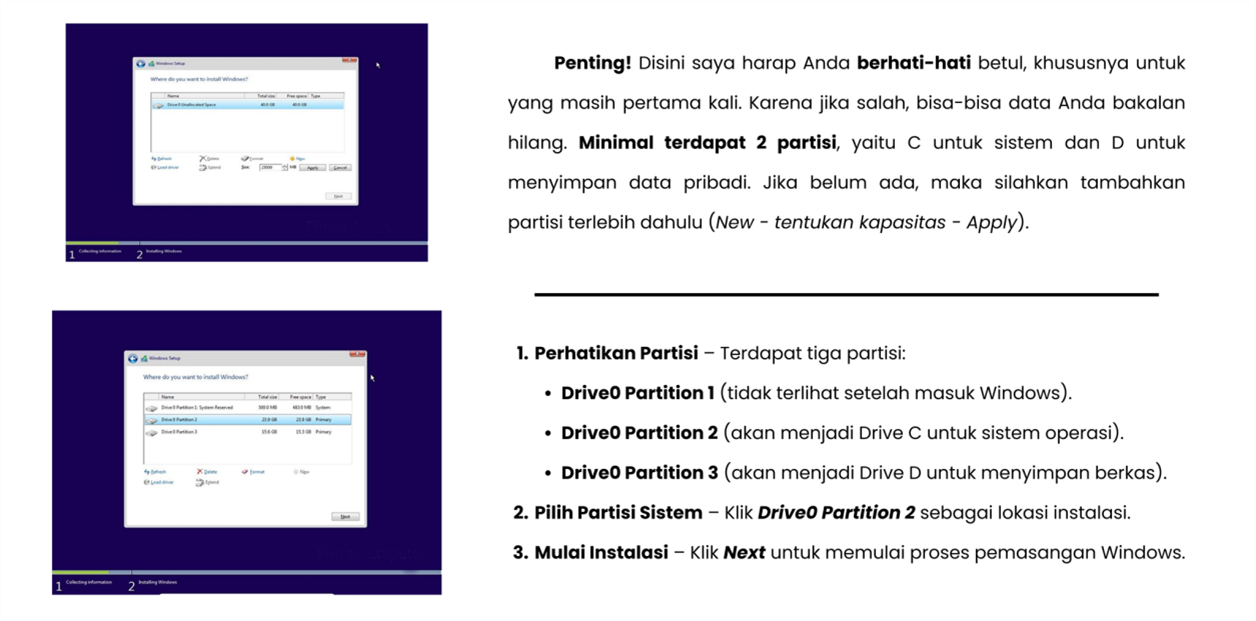 Windows Setup
Where do you want to install Windows?
Name Total size Free space Type
Drive 0 Unallocated Space 40.0 GB 40.0 GB
Refresh Delete Format New
Load driver Extend Size: MB Apply Cancel
Next
1 Collecting information 2 Installing Windows
Penting! Disini saya harap Anda berhati-hati betul, khususnya untuk
yang masih pertama kali. Karena jika salah, bisa-bisa data Anda bakalan
hilang. Minimal terdapat 2 partisi, yaitu C untuk sistem dan D untuk
menyimpan data pribadi. Jika belum ada, maka silahkan tambahkan
partisi terlebih dahulu (New - tentukan kapasitas - Apply).
Windows Setup
Where do you want to install Windows?
Name Total size Free space Type
Drive 0 Partition 1: System Reserved 500.0 MB 483.0 MB System
Drive 0 Partition 2 23.9 GB 23.9 GB Primary
Drive 0 Partition 3 15.6 GB Primary
Refresh Delete Format New
Load driver Extend
Next
1 Collecting information 2 Installing Windows
1. Perhatikan Partisi – Terdapat tiga partisi:
• Drive0 Partition 1 (tidak terlihat setelah masuk Windows).
• Drive0 Partition 2 (akan menjadi Drive C untuk sistem operasi).
• Drive0 Partition 3 (akan menjadi Drive D untuk menyimpan berkas).
2. Pilih Partisi Sistem – Klik Drive0 Partition 2 sebagai lokasi instalasi.
3. Mulai Instalasi – Klik Next untuk memulai proses pemasangan Windows.